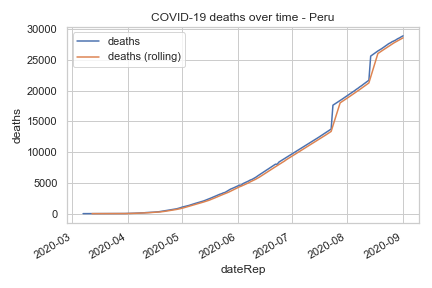 COVID-19 deaths over time - Peru
deaths
deaths (rolling)
30000
25000
20000
15000
10000
5000
0
deaths
2020-03
2020-04
2020-05
2020-06
2020-07
2020-08
2020-09
dateRep